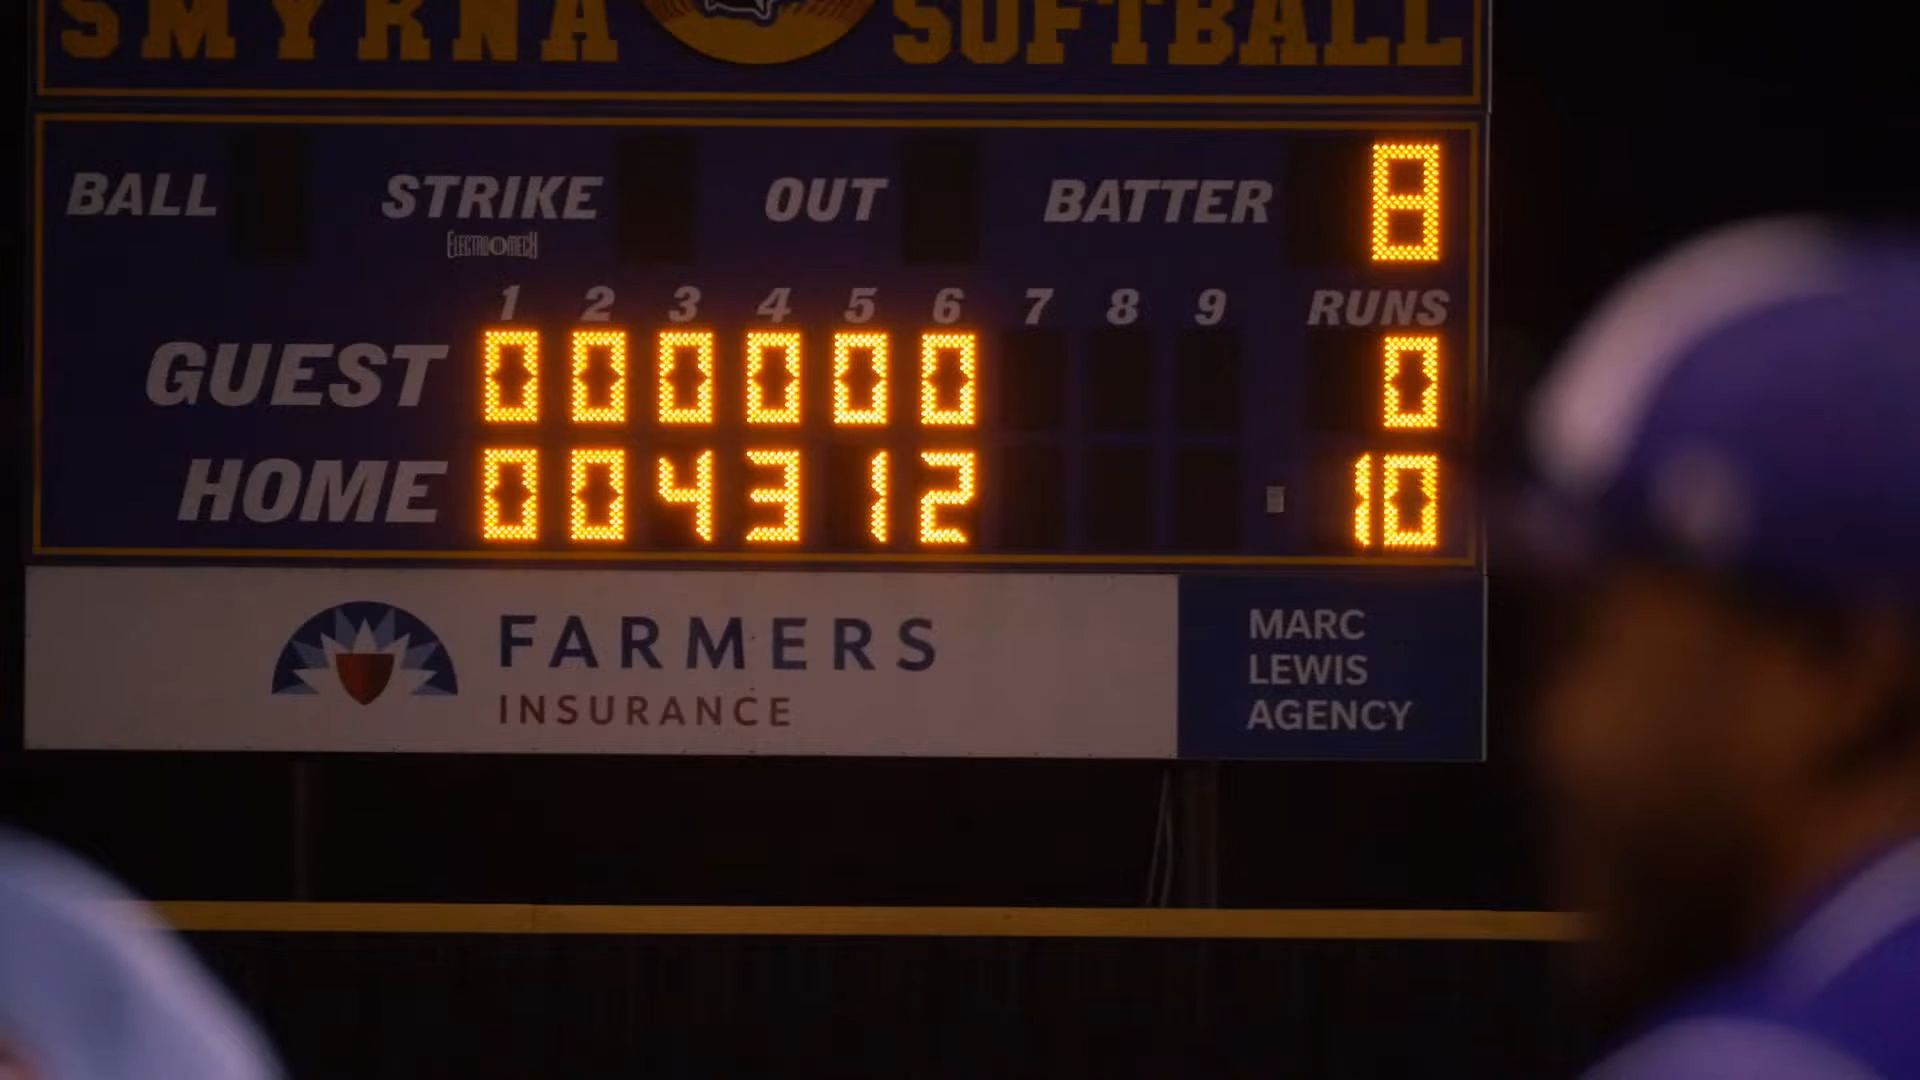 SMYRNA SOFTBALL
BALL STRIKE OUT BATTER 8
ELECTRO-MECH
1 2 3 4 5 6 7 8 9 RUNS
GUEST 0 0 0 0 0 0 0
HOME 0 0 4 3 1 2 10
FARMERS
INSURANCE
MARC
LEWIS
AGENCY